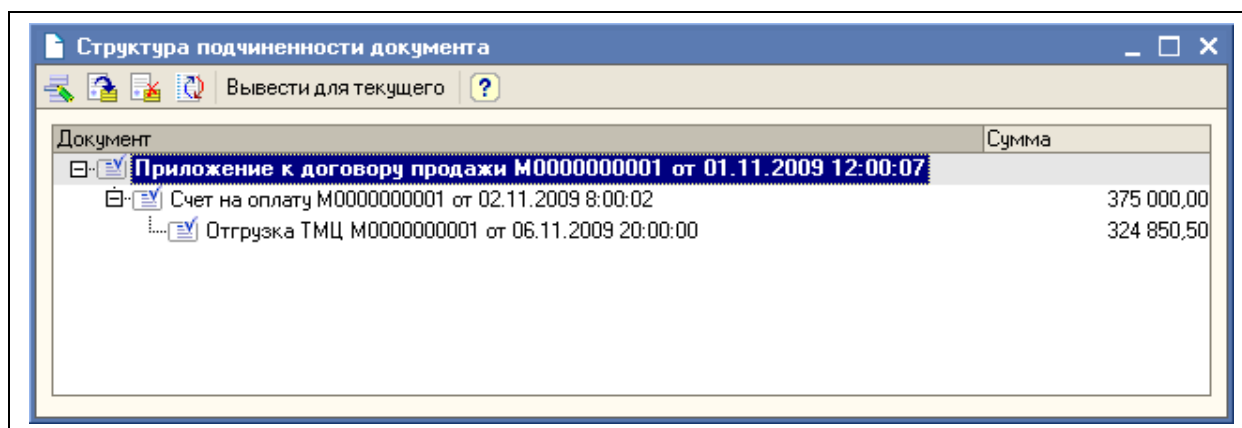 Структура подчиненности документа
Вывести для текущего ?
Документ Сумма
Приложение к договору продажи М0000000001 от 01.11.2009 12:00:07
Счет на оплату М0000000001 от 02.11.2009 8:00:02 375 000,00
Отгрузка ТМЦ М0000000001 от 06.11.2009 20:00:00 324 850,50